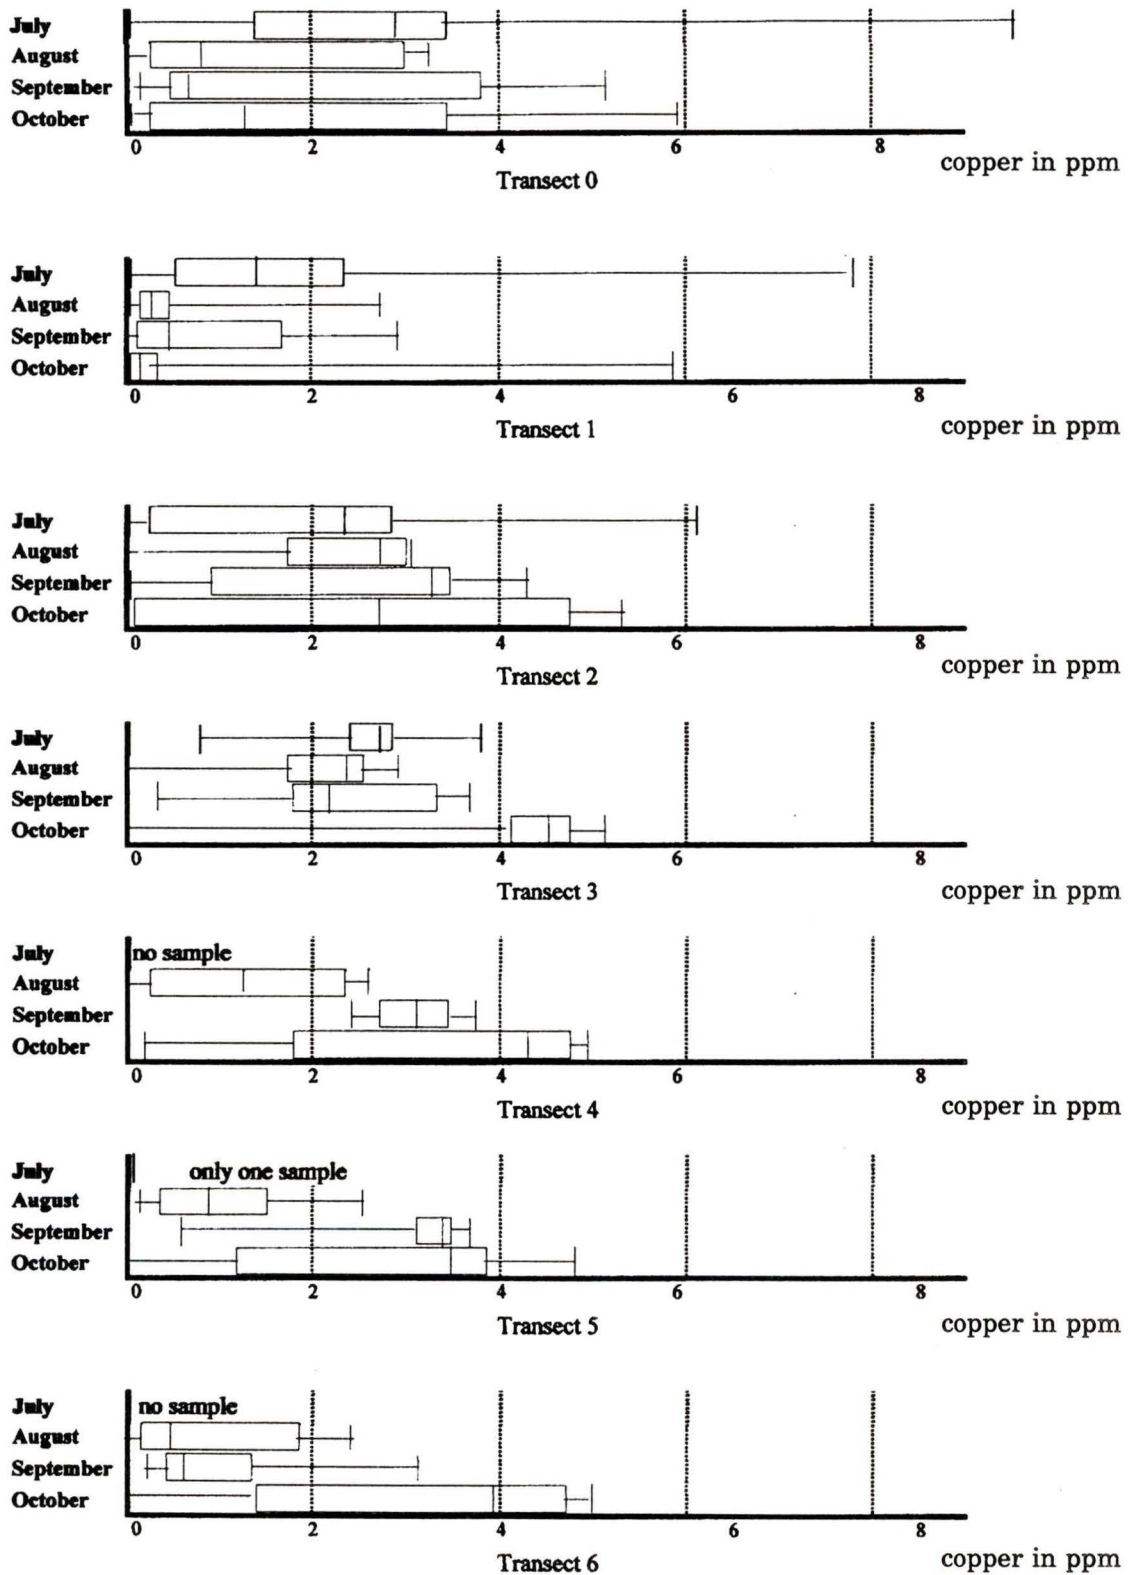 July
August
September
October
0 2 4 6 8
copper in ppm
Transect 0
July
August
September
October
0 2 4 6 8
copper in ppm
Transect 1
July
August
September
October
0 2 4 6 8
copper in ppm
Transect 2
July
August
September
October
0 2 4 6 8
copper in ppm
Transect 3
July no sample
August
September
October
0 2 4 6 8
copper in ppm
Transect 4
July only one sample
August
September
October
0 2 4 6 8
copper in ppm
Transect 5
July no sample
August
September
October
0 2 4 6 8
copper in ppm
Transect 6